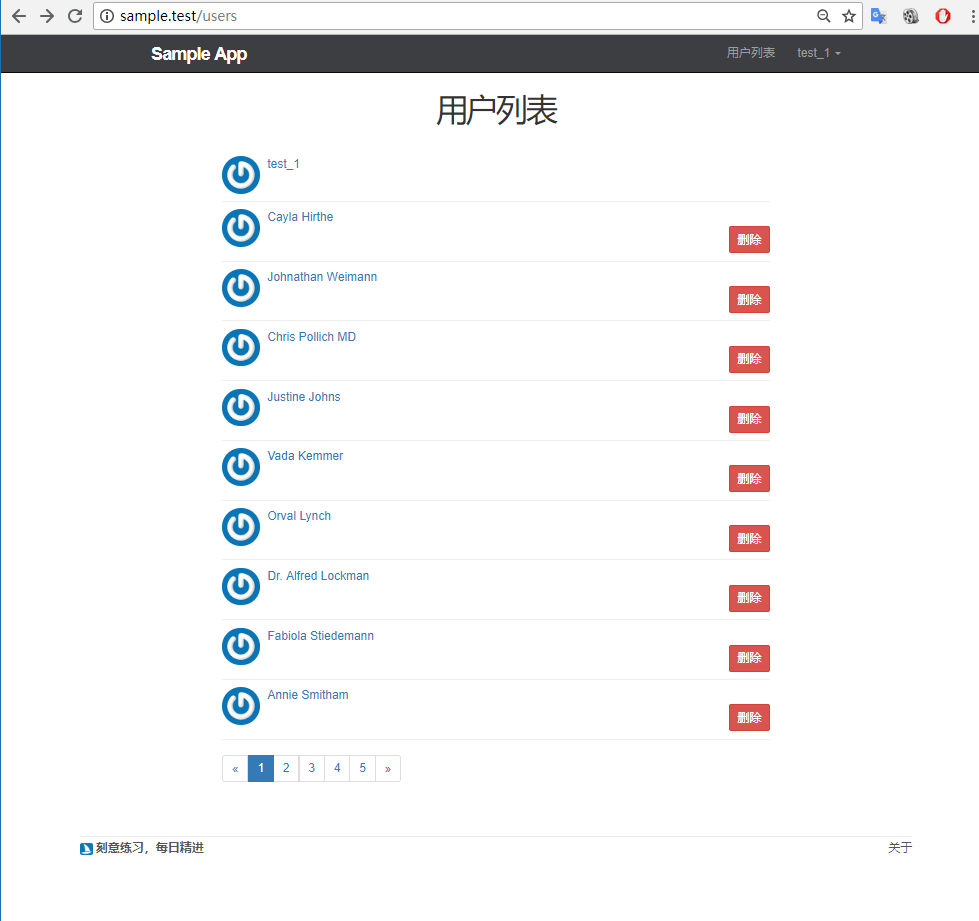 sample.test/users
Sample App
用户列表 test_1
用户列表
test_1
Cayla Hirthe
删除
Johnathan Weimann
删除
Chris Pollich MD
删除
Justine Johns
删除
Vada Kemmer
删除
Orval Lynch
删除
Dr. Alfred Lockman
删除
Fabiola Stiedemann
删除
Annie Smitham
删除
« 1 2 3 4 5 »
刻意练习，每日精进 关于